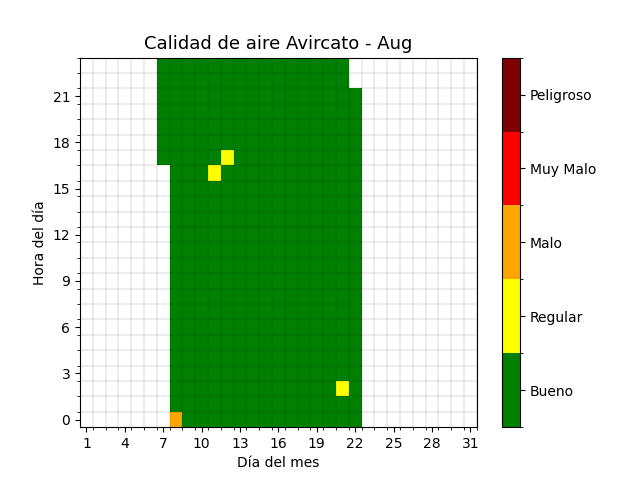 Calidad de aire Avircato - Aug
Hora del día
21
18
15
12
9
6
3
0
1 4 7 10 13 16 19 22 25 28 31
Día del mes
Peligroso
Muy Malo
Malo
Regular
Bueno